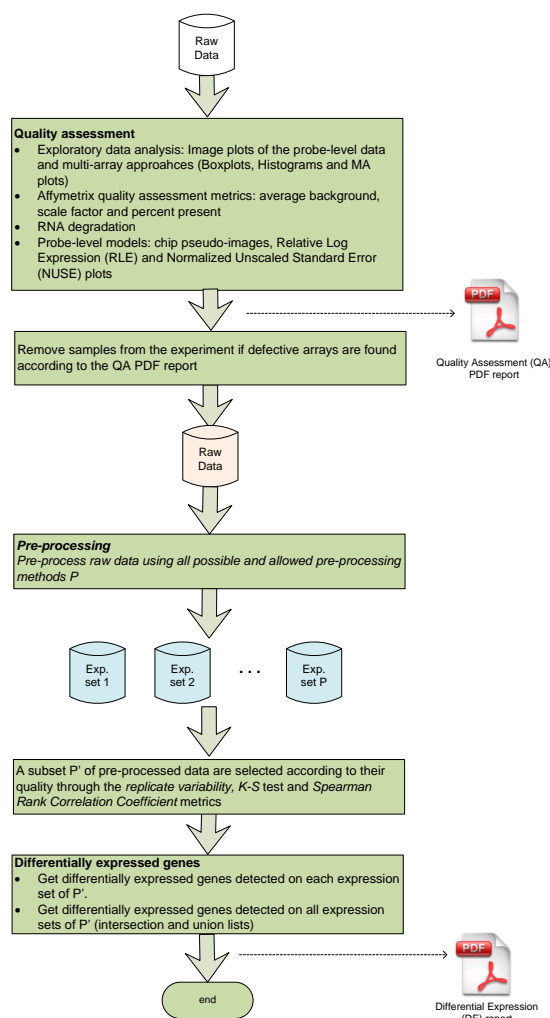 Raw
Data
Quality assessment
• Exploratory data analysis: Image plots of the probe-level data
and multi-array approahces (Boxplots, Histograms and MA
plots)
• Affymetrix quality assessment metrics: average background,
scale factor and percent present
• RNA degradation
• Probe-level models: chip pseudo-images, Relative Log
Expression (RLE) and Normalized Unscaled Standard Error
(NUSE) plots
PDF
Quality Assessment (QA)
PDF report
Remove samples from the experiment if defective arrays are found
according to the QA PDF report
Raw
Data
Pre-processing
Pre-process raw data using all possible and allowed pre-processing
methods P
Exp.
set 1
Exp.
set 2
. . .
Exp.
set P
A subset P' of pre-processed data are selected according to their
quality through the replicate variability, K-S test and Spearman
Rank Correlation Coefficient metrics
Differentially expressed genes
• Get differentially expressed genes detected on each expression
set of P'.
• Get differentially expressed genes detected on all expression
sets of P' (intersection and union lists)
PDF
end
Differential Expression
(DE) report